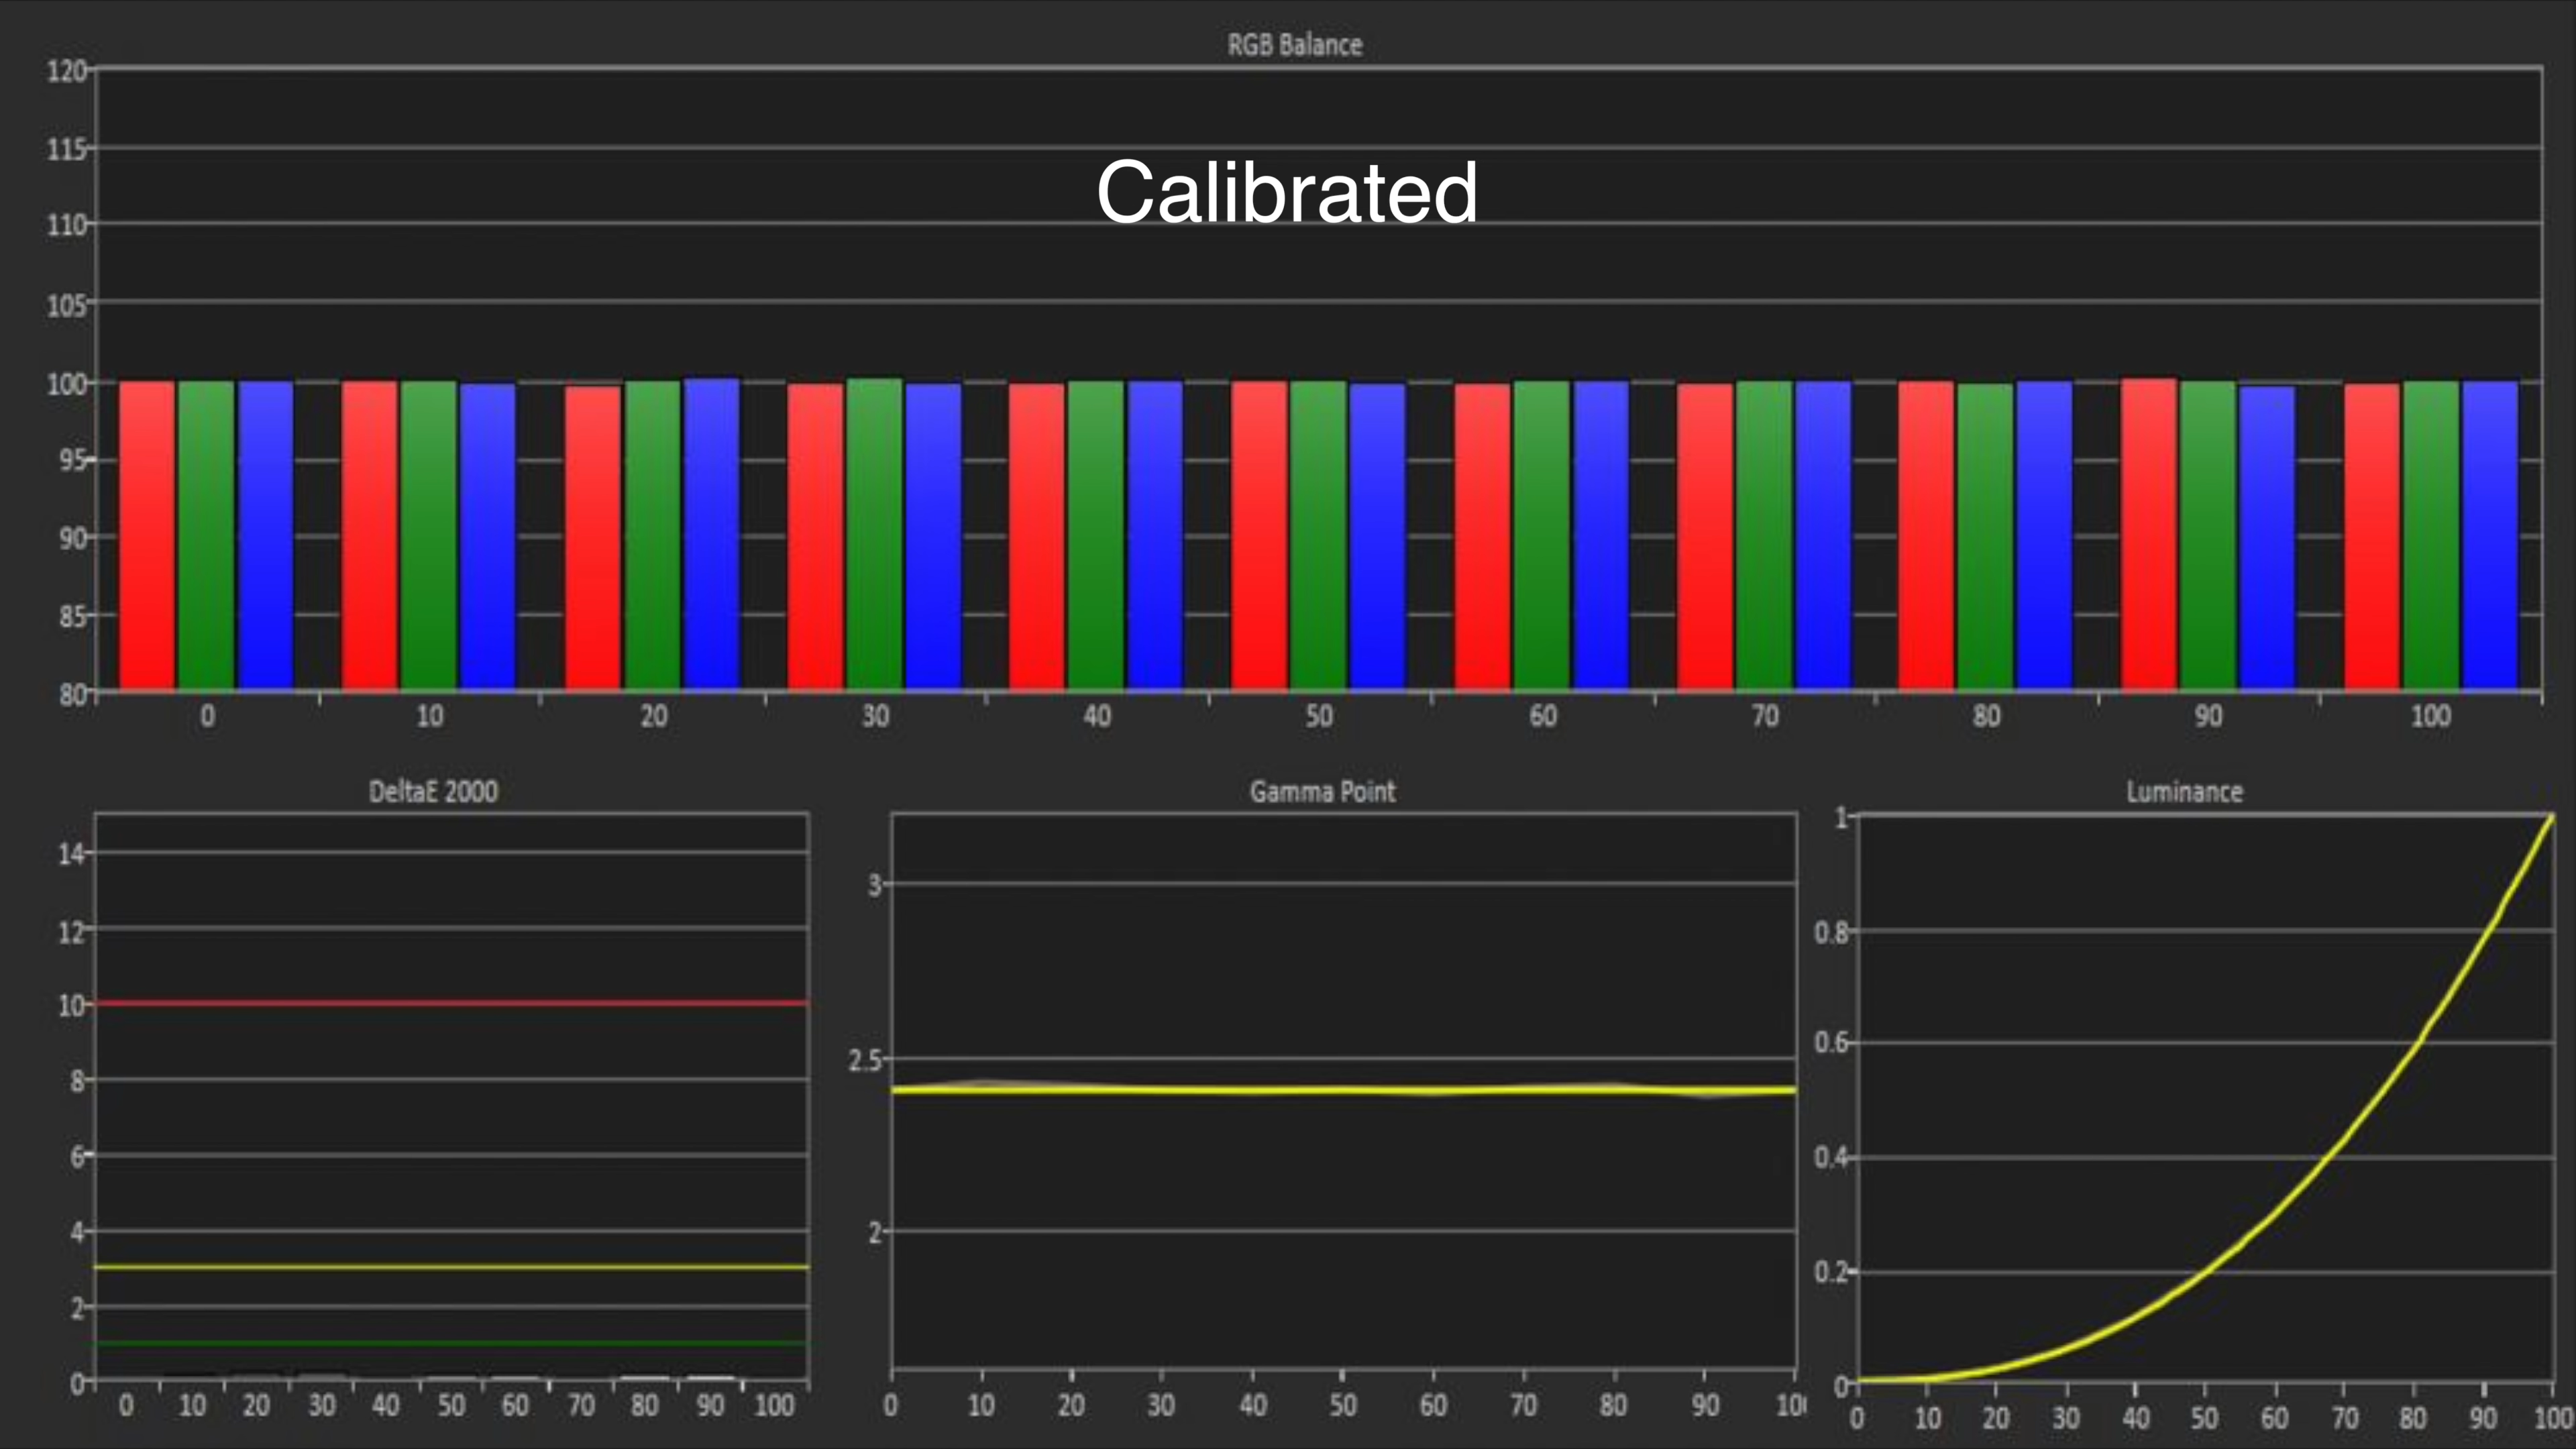 RGB Balance
Calibrated
120
115
110
105
100
95
90
85
80
0 10 20 30 40 50 60 70 80 90 100
DeltaE 2000
14
12
10
8
6
4
2
0
0 10 20 30 40 50 60 70 80 90 100
Gamma Point
3
2.5
2
0 10 20 30 40 50 60 70 80 90 10
Luminance
1
0.8
0.6
0.4
0.2
0
0 10 20 30 40 50 60 70 80 90 100